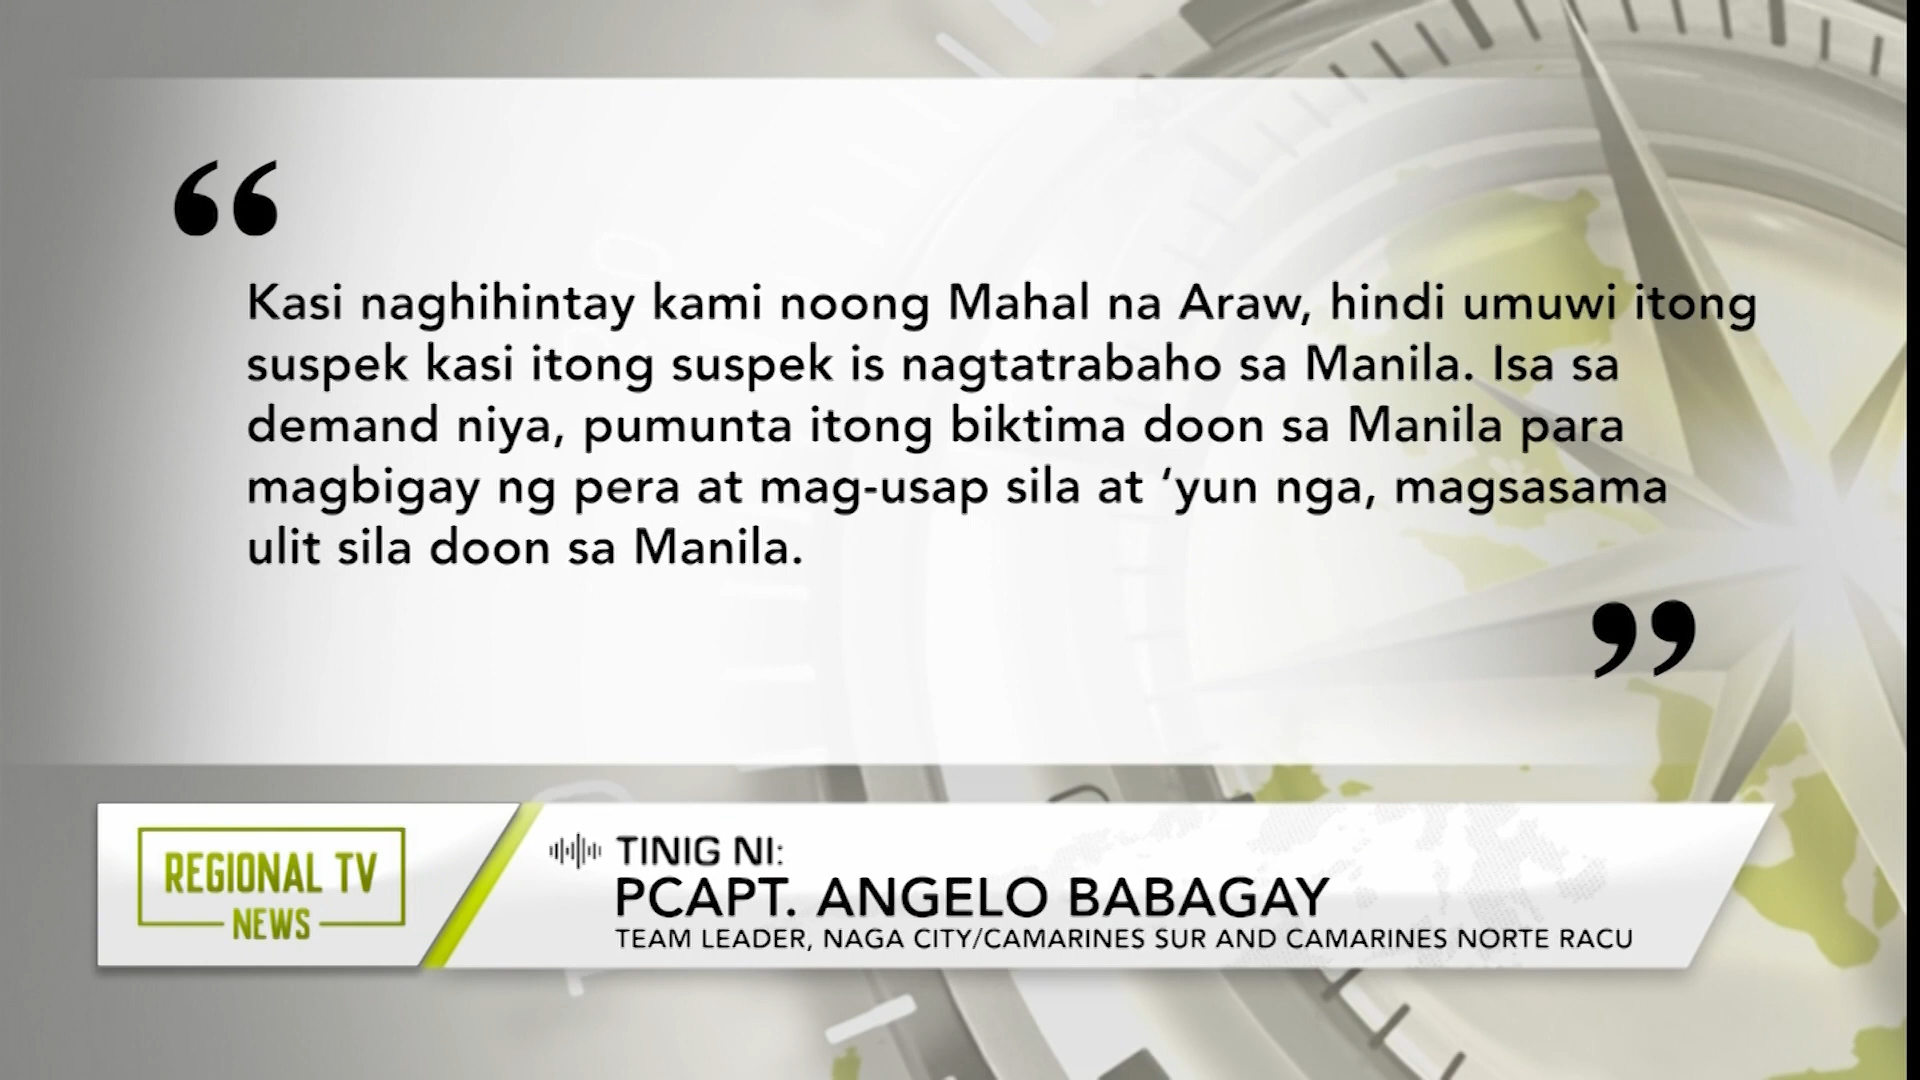 “
Kasi naghihintay kami noong Mahal na Araw, hindi umuwi itong
suspek kasi itong suspek is nagtatrabaho sa Manila. Isa sa
demand niya, pumunta itong biktima doon sa Manila para
magbigay ng pera at mag-usap sila at ‘yun nga, magsasama
ulit sila doon sa Manila.
”
REGIONAL TV
NEWS
TINIG NI:
PCAPT. ANGELO BABAGAY
TEAM LEADER, NAGA CITY/CAMARINES SUR AND CAMARINES NORTE RACU